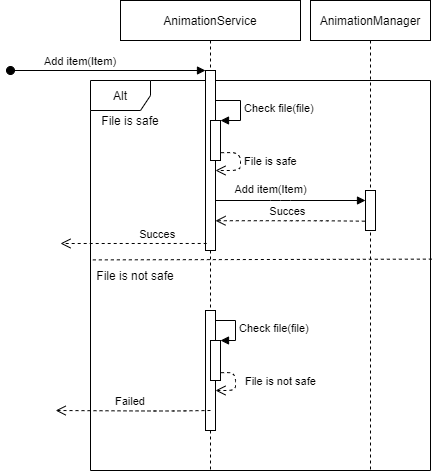 AnimationService
AnimationManager
Add item(Item)
Alt
Check file(file)
File is safe
File is safe
Add item(Item)
Succes
Succes
File is not safe
Check file(file)
File is not safe
Failed